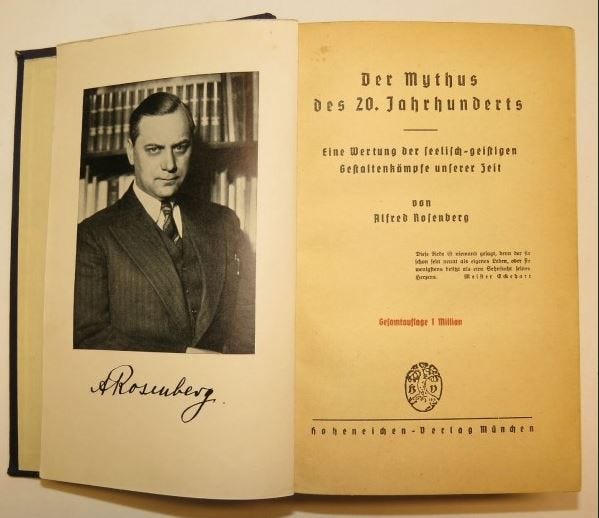 A Rosenberg.
Der Mythus
des 20. Jahrhunderts
Eine Wertung der seelisch-geistigen
Gestaltenkämpfe unserer Zeit
von
Alfred Rosenberg
Diese Rede ist niemand gesagt, denn der sie
schon sein nennt als eigenes Leben, oder sie
wenigstens besitzt als eine Sehnsucht seines
Herzens. Meister Eckehart
Gesamtauflage 1 Million
H V
Hoheneichen-Verlag München